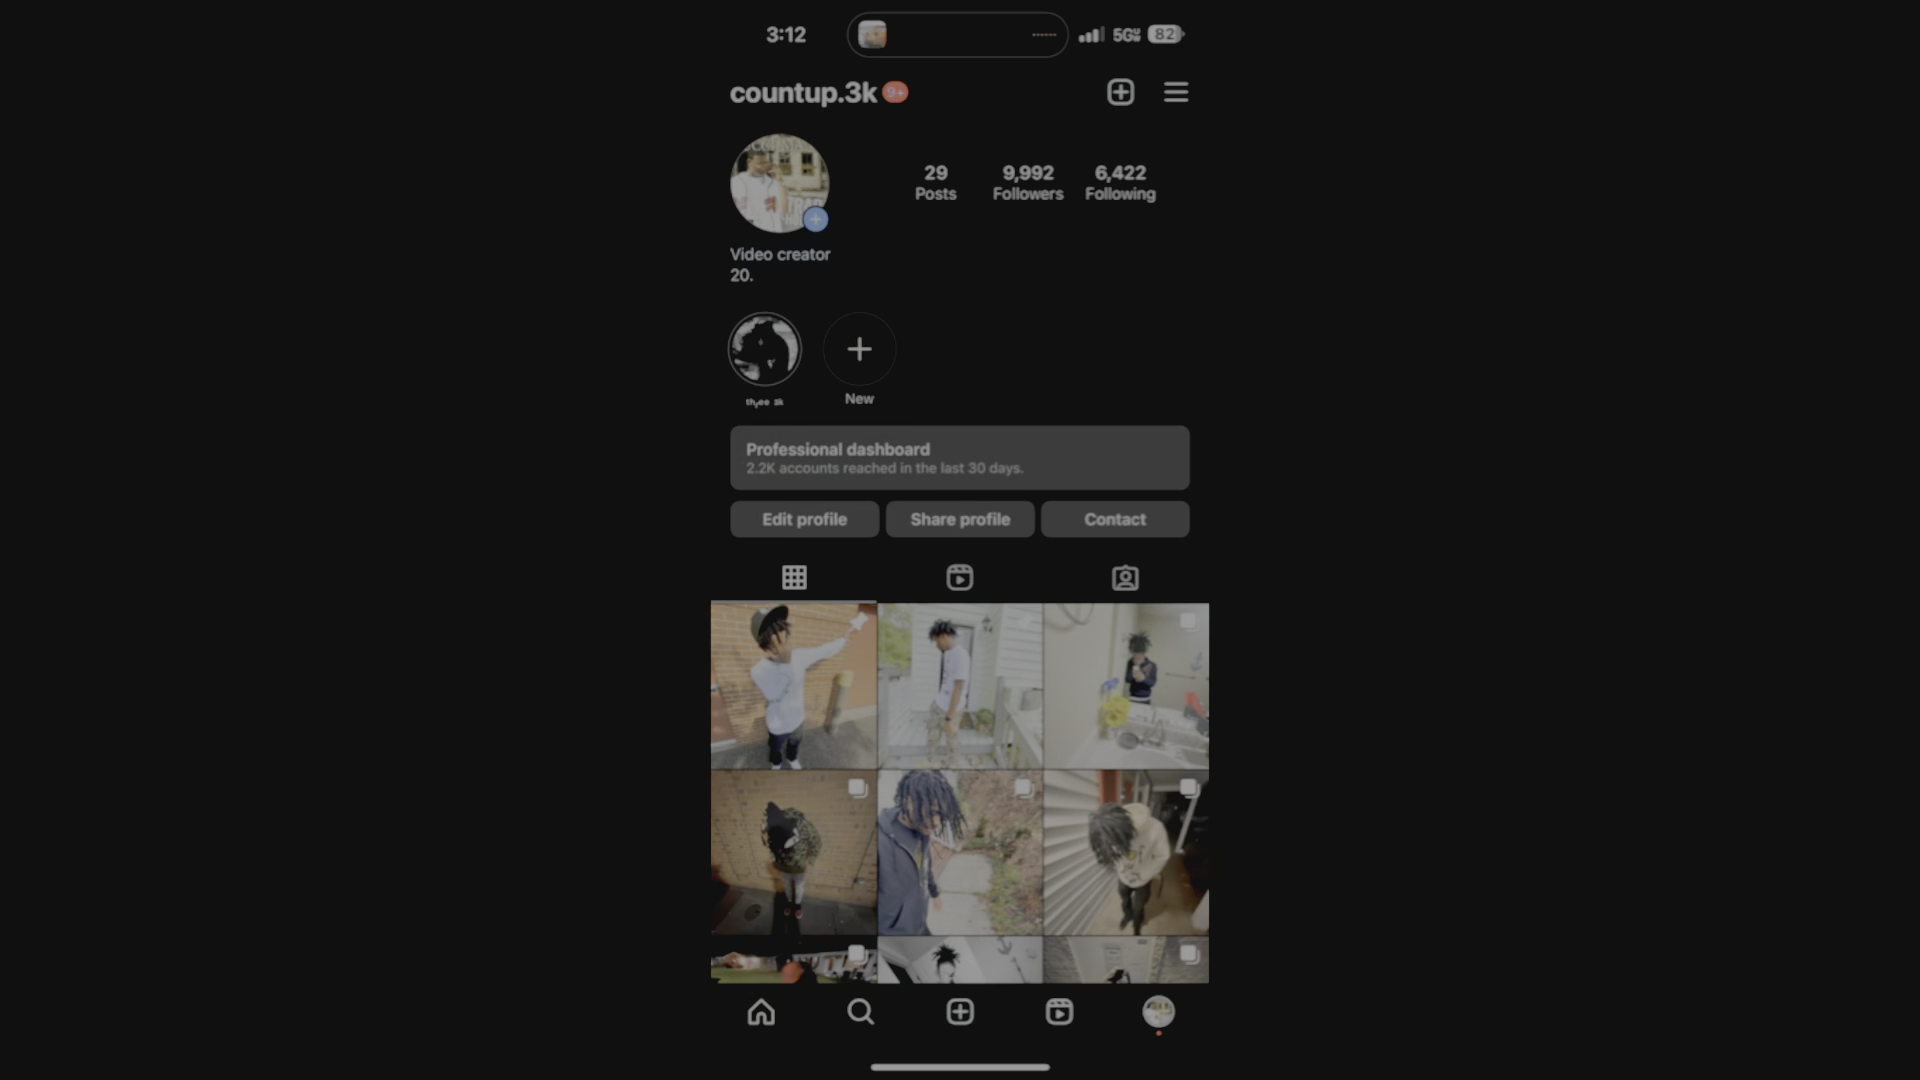 3:12
5G
82
countup.3k 9+
29 9,992 6,422
Posts Followers Following
Video creator
20.
New
Professional dashboard
2.2K accounts reached in the last 30 days.
Edit profile Share profile Contact